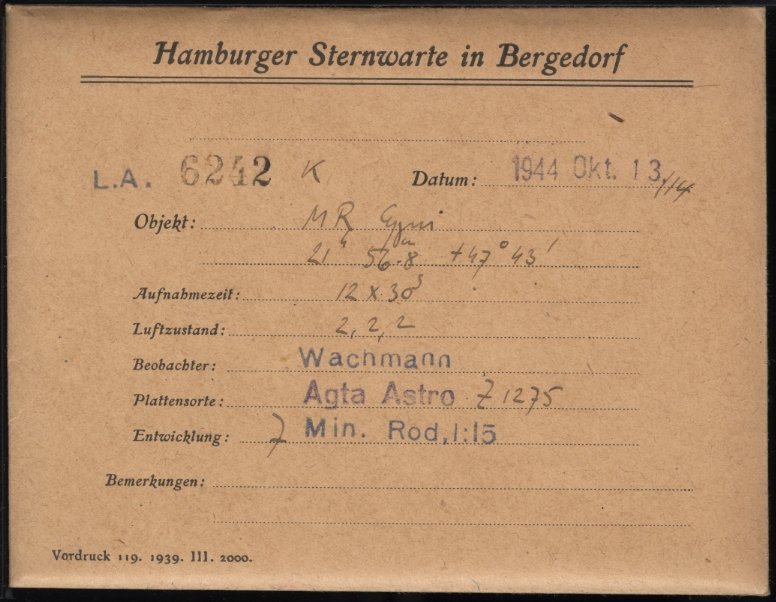 Hamburger Sternwarte in Bergedorf
L.A. 6242 K Datum: 1944 Okt. 13/14
Objekt: MR Cygni
21ʰ 56ᵐ.8 +47° 43′
Aufnahmezeit: 12 x 30ˢ
Luftzustand: 2, 2, 2
Beobachter: Wachmann
Plattensorte: Agfa Astro Z 1275
Entwicklung: 7 Min. Rod, 1:15
Bemerkungen:
Vordruck 119. 1939. III. 2000.